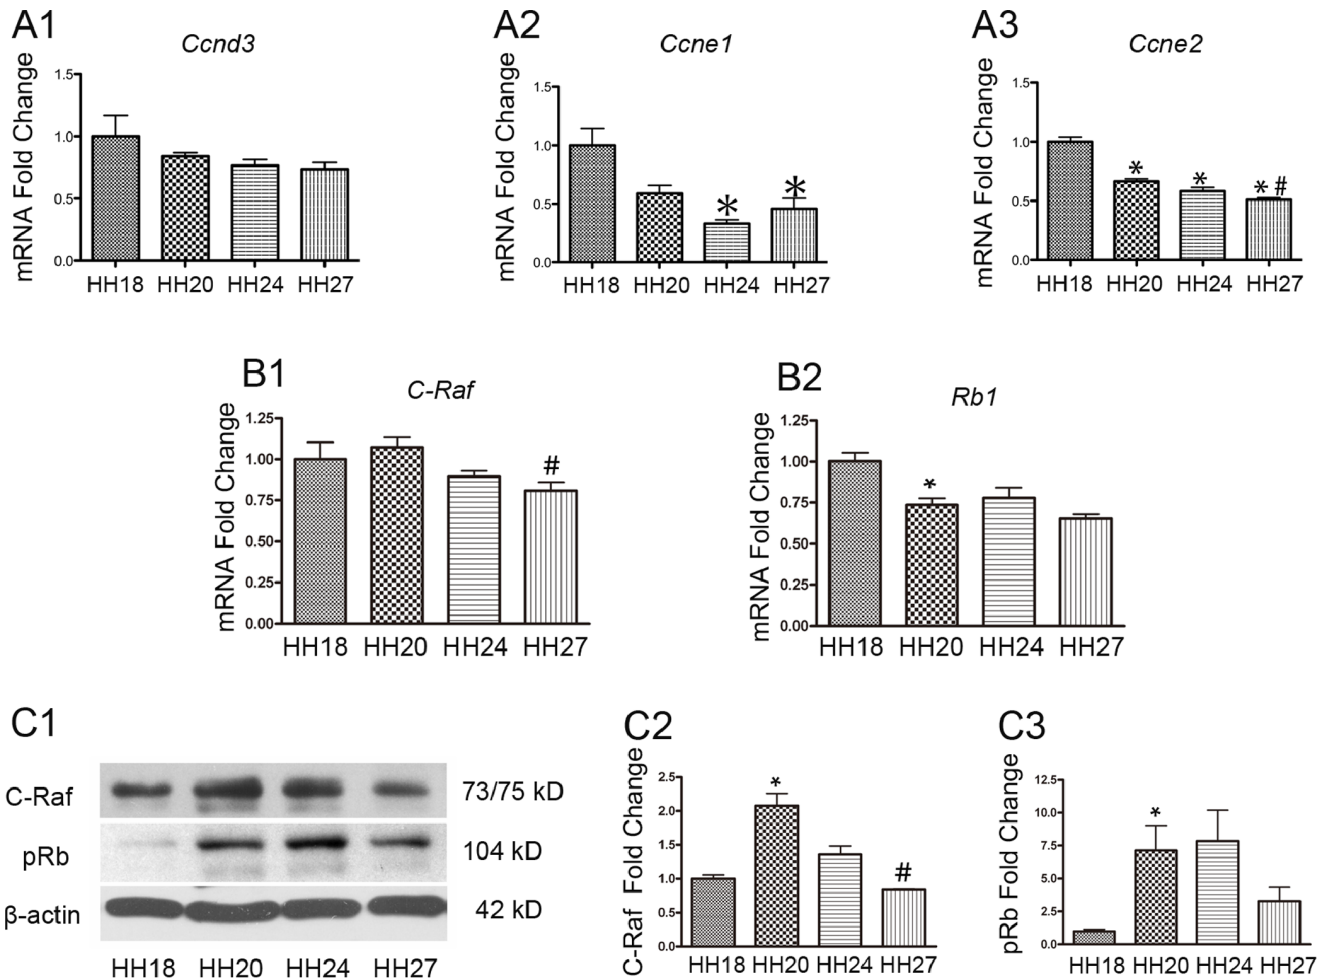 A1
Ccnd3
mRNA Fold Change
1.5
1.0
0.5
0.0
HH18 HH20 HH24 HH27
A2
Ccne1
mRNA Fold Change
1.5
1.0
0.5
0.0
*
*
HH18 HH20 HH24 HH27
A3
Ccne2
mRNA Fold Change
1.5
1.0
0.5
0.0
*
*
* #
HH18 HH20 HH24 HH27
B1
C-Raf
mRNA Fold Change
1.25
1.00
0.75
0.50
0.25
0.00
#
HH18 HH20 HH24 HH27
B2
Rb1
mRNA Fold Change
1.25
1.00
0.75
0.50
0.25
0.00
*
HH18 HH20 HH24 HH27
C1
C-Raf 73/75 kD
pRb 104 kD
β-actin 42 kD
HH18 HH20 HH24 HH27
C2
C-Raf Fold Change
2.5
2.0
1.5
1.0
0.5
0.0
*
#
HH18 HH20 HH24 HH27
C3
pRb Fold Change
12.5
10.0
7.5
5.0
2.5
0.0
*
HH18 HH20 HH24 HH27